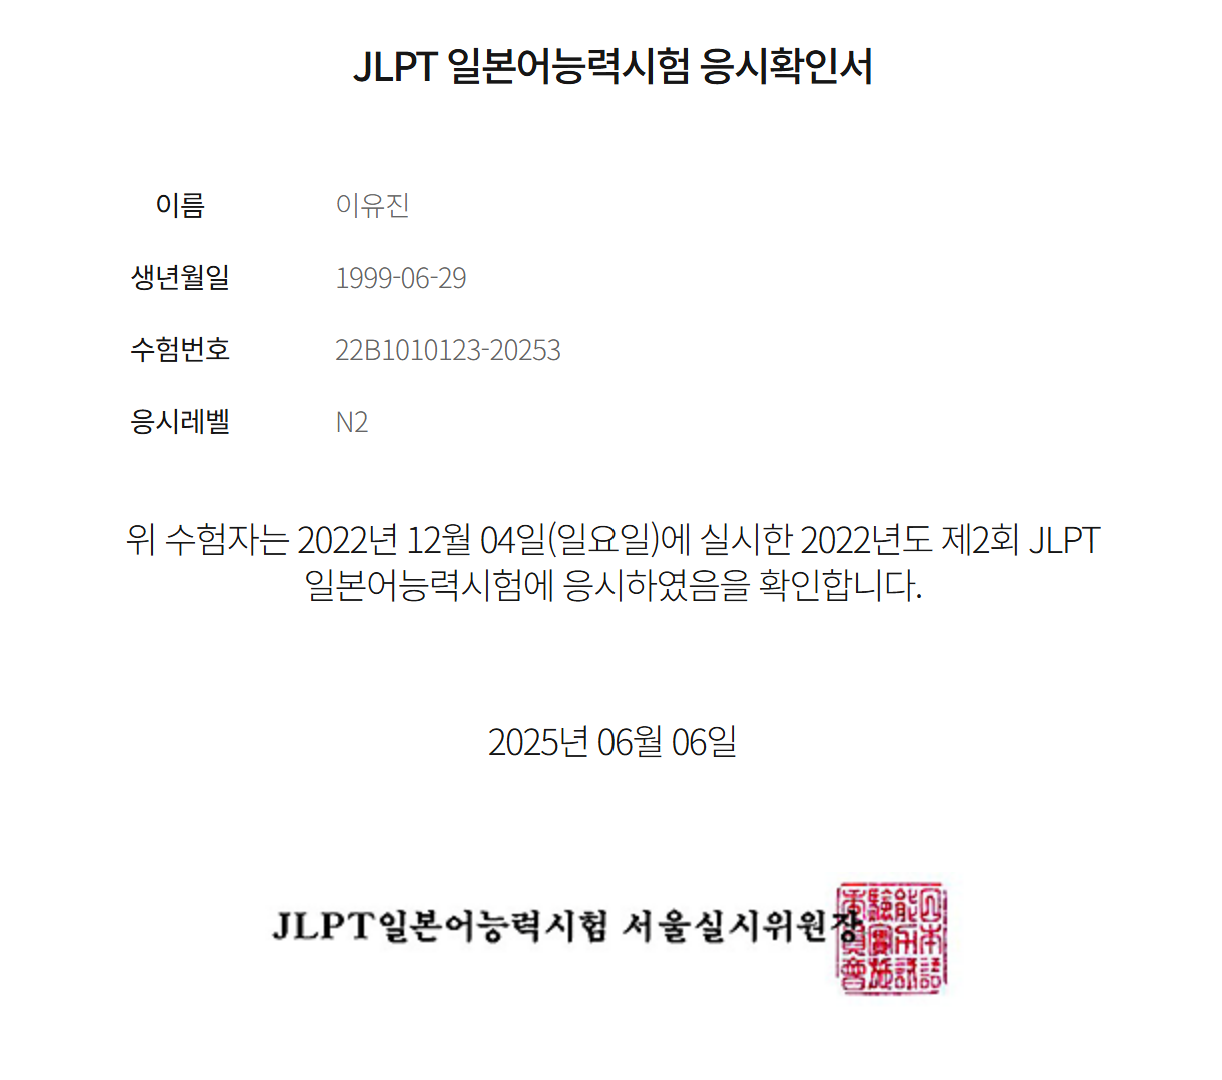 JLPT 일본어능력시험 응시확인서
이름 이유진
생년월일 1999-06-29
수험번호 22B1010123-20253
응시레벨 N2
위 수험자는 2022년 12월 04일(일요일)에 실시한 2022년도 제2회 JLPT
일본어능력시험에 응시하였음을 확인합니다.
2025년 06월 06일
JLPT일본어능력시험 서울실시위원장